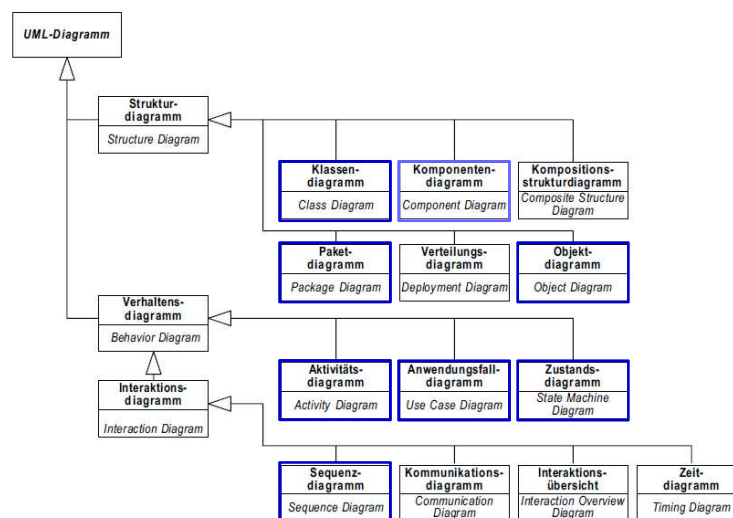 UML-Diagramm
Struktur-
diagramm
Structure Diagram
Klassen-
diagramm
Class Diagram
Komponenten-
diagramm
Component Diagram
Kompositions-
strukturdiagramm
Composite Structure
Diagram
Paket-
diagramm
Package Diagram
Verteilungs-
diagramm
Deployment Diagram
Objekt-
diagramm
Object Diagram
Verhaltens-
diagramm
Behavior Diagram
Aktivitäts-
diagramm
Activity Diagram
Anwendungsfall-
diagramm
Use Case Diagram
Zustands-
diagramm
State Machine
Diagram
Interaktions-
diagramm
Interaction Diagram
Sequenz-
diagramm
Sequence Diagram
Kommunikations-
diagramm
Communication
Diagram
Interaktions-
übersicht
Interaction Overview
Diagram
Zeit-
diagramm
Timing Diagram